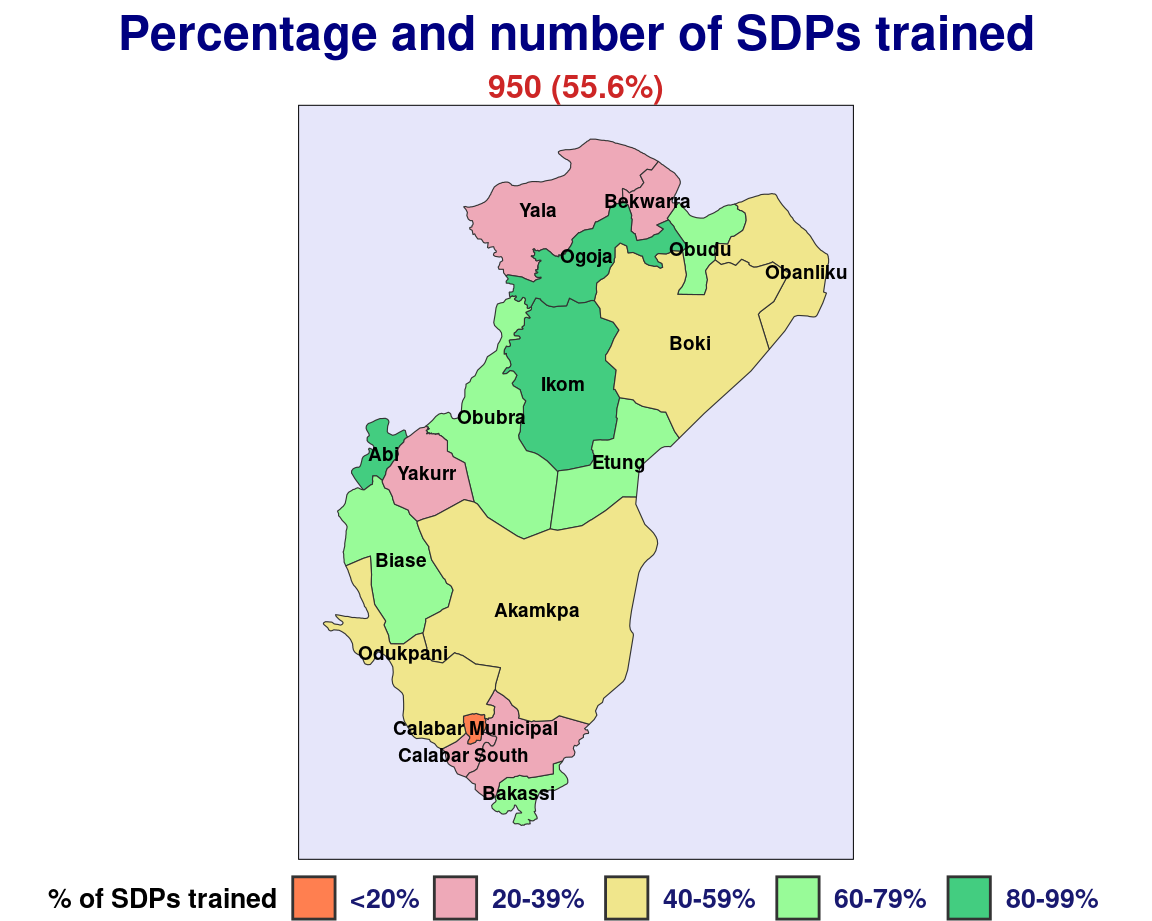 Percentage and number of SDPs trained
950 (55.6%)
Bekwarra
Yala
Obudu
Ogoja
Obanliku
Boki
Ikom
Obubra
Abi
Etung
Yakurr
Biase
Akamkpa
Odukpani
Calabar Municipal
Calabar South
Bakassi
% of SDPs trained <20% 20-39% 40-59% 60-79% 80-99%